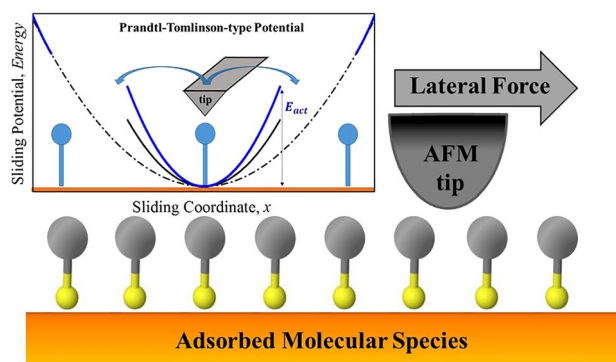 Prandtl-Tomlinson-type Potential
Sliding Potential, Energy
tip
E_act
Sliding Coordinate, x
Lateral Force
AFM
tip
Adsorbed Molecular Species